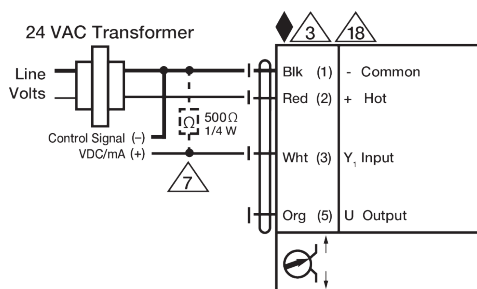 24 VAC Transformer
3
18
Line
Volts
Blk (1) - Common
Red (2) + Hot
500Ω
1/4 W
Ω
Control Signal (–)
VDC/mA (+)
Wht (3) Y1 Input
7
Org (5) U Output